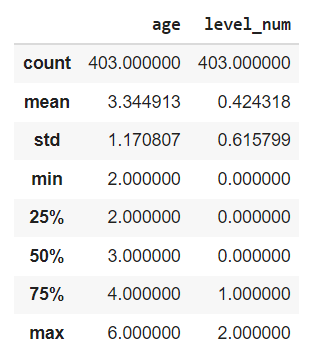 age level_num
count 403.000000 403.000000
mean 3.344913 0.424318
std 1.170807 0.615799
min 2.000000 0.000000
25% 2.000000 0.000000
50% 3.000000 0.000000
75% 4.000000 1.000000
max 6.000000 2.000000